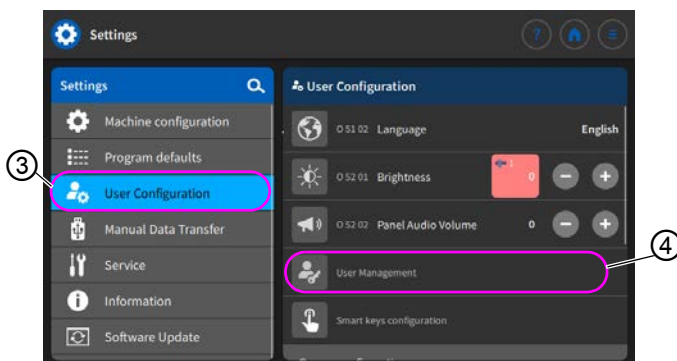 Settings
?
Settings
User Configuration
Machine configuration
O 51 02 Language English
Program defaults
3
O 52 01 Brightness 1 0
User Configuration
Manual Data Transfer
O 52 02 Panel Audio Volume 0
4
Service
User Management
Information
Smart keys configuration
Software Update